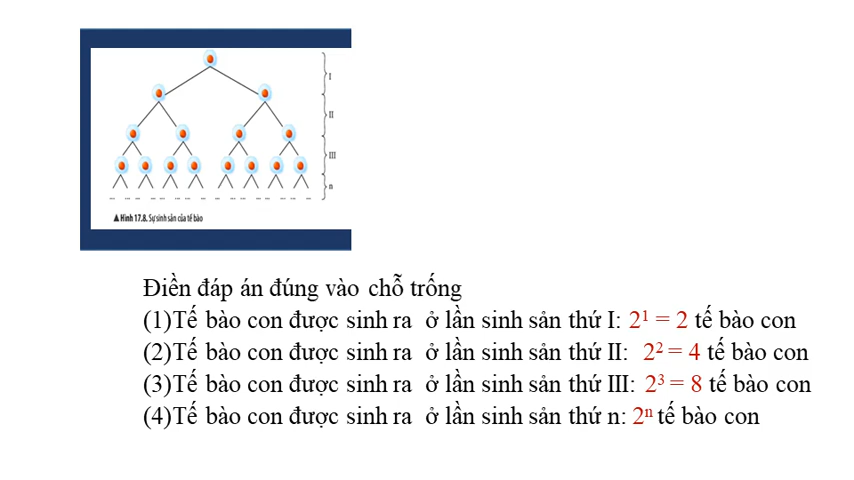 I
II
III
n
▲Hình 17.8. Sự sinh sản của tế bào
Điền đáp án đúng vào chỗ trống
(1)Tế bào con được sinh ra ở lần sinh sản thứ I: 2¹ = 2 tế bào con
(2)Tế bào con được sinh ra ở lần sinh sản thứ II: 2² = 4 tế bào con
(3)Tế bào con được sinh ra ở lần sinh sản thứ III: 2³ = 8 tế bào con
(4)Tế bào con được sinh ra ở lần sinh sản thứ n: 2ⁿ tế bào con